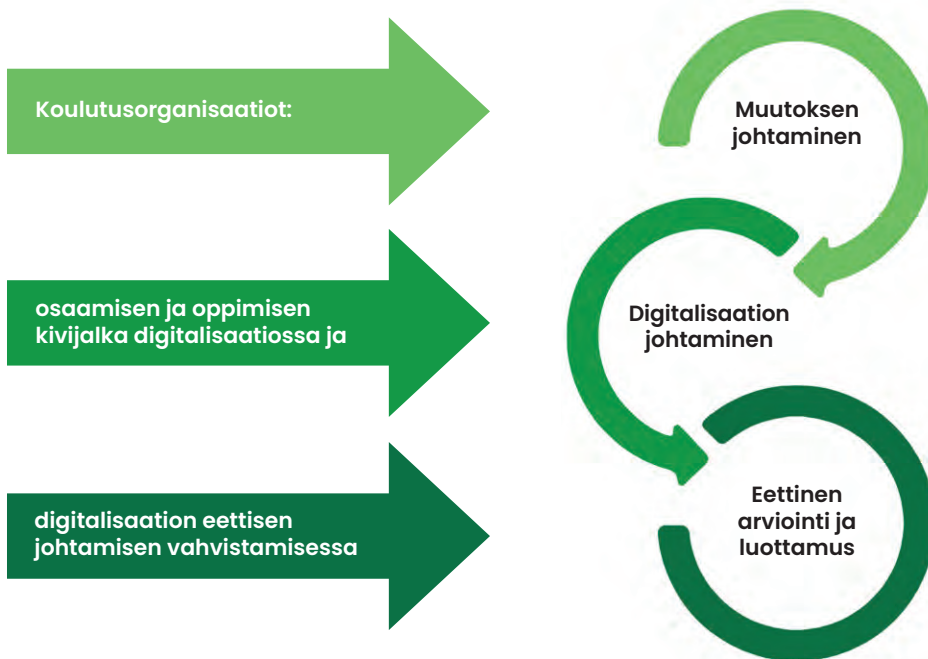 Koulutusorganisaatiot:
Muutoksen
johtaminen
osaamisen ja oppimisen
kivijalka digitalisaatiossa ja
Digitalisaation
johtaminen
digitalisaation eettisen
johtamisen vahvistamisessa
Eettinen
arviointi ja
luottamus